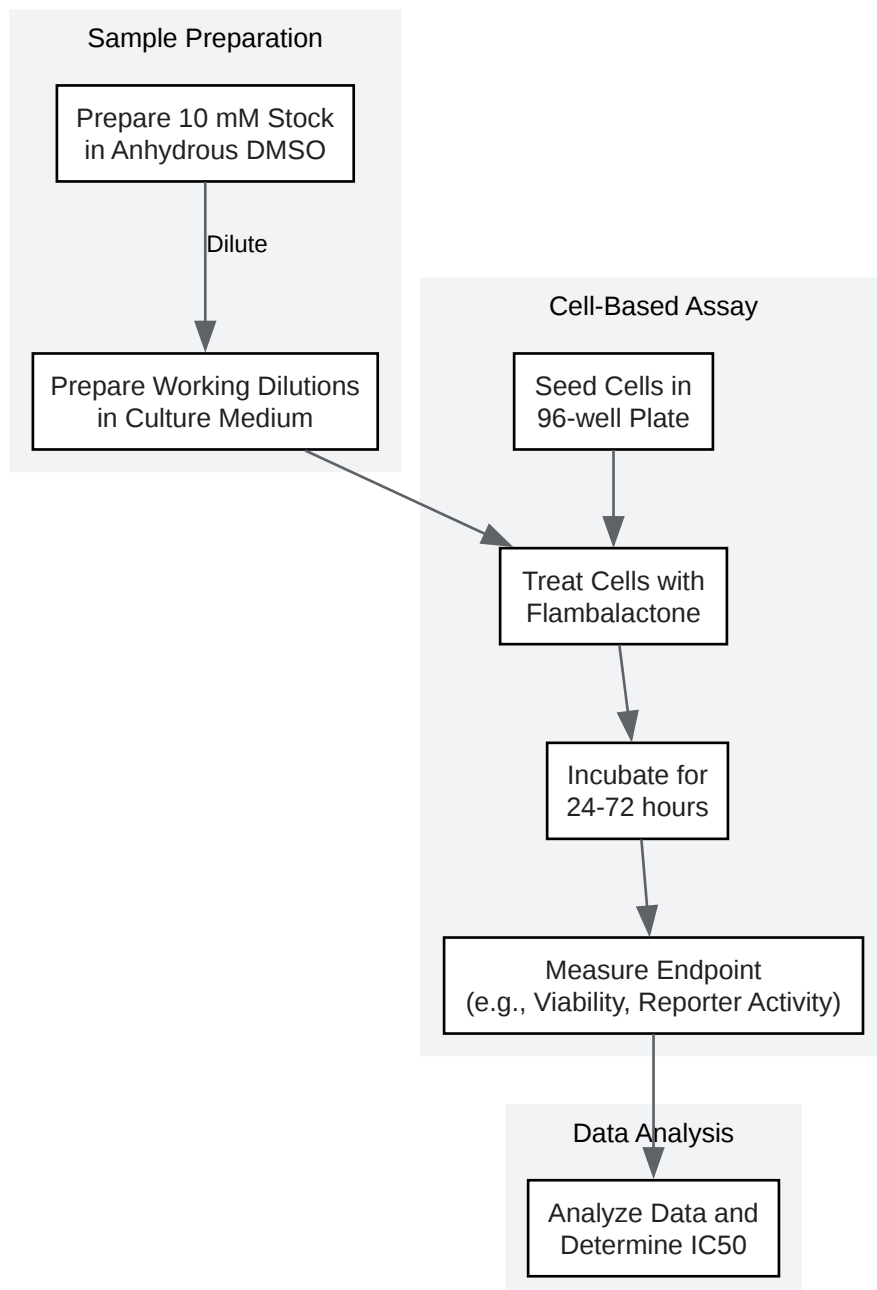 Sample Preparation
Prepare 10 mM Stock
in Anhydrous DMSO
Dilute
Prepare Working Dilutions
in Culture Medium
Cell-Based Assay
Seed Cells in
96-well Plate
Treat Cells with
Flambalactone
Incubate for
24-72 hours
Measure Endpoint
(e.g., Viability, Reporter Activity)
Data Analysis
Analyze Data and
Determine IC50